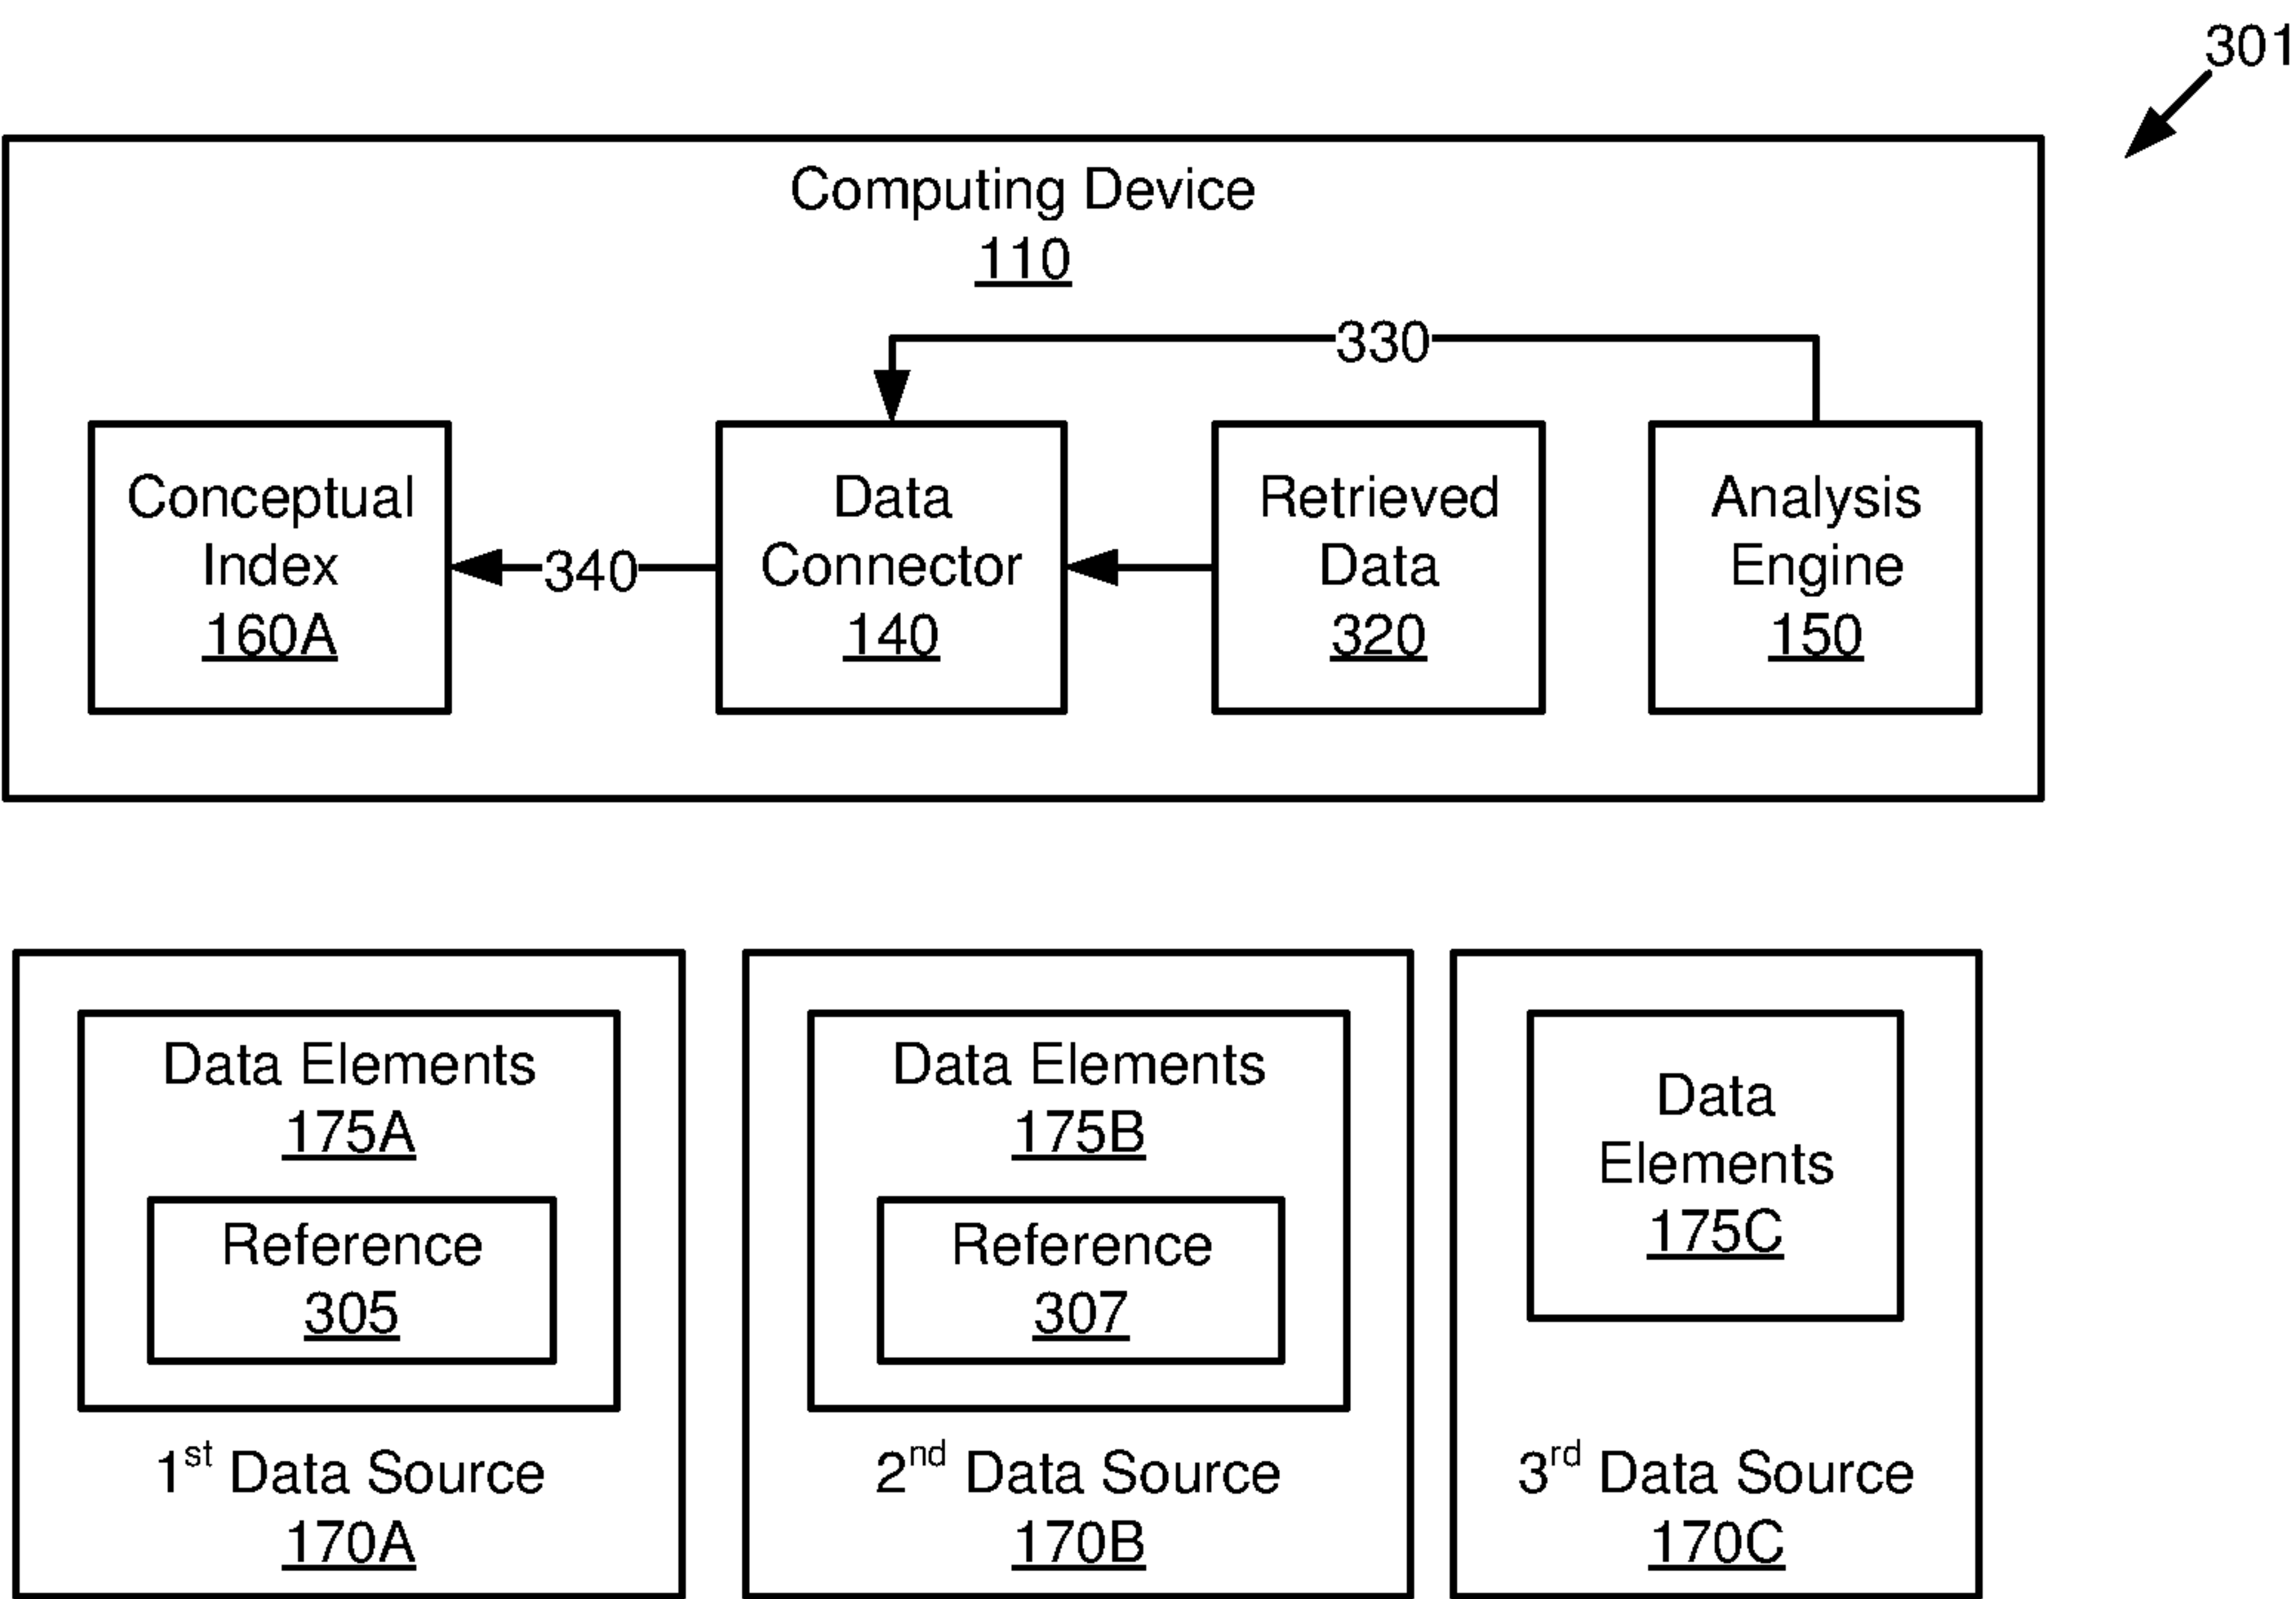 301
Computing Device
110
330
Conceptual
Index
160A
340
Data
Connector
140
Retrieved
Data
320
Analysis
Engine
150
Data Elements
175A
Reference
305
1st Data Source
170A
Data Elements
175B
Reference
307
2nd Data Source
170B
Data
Elements
175C
3rd Data Source
170C